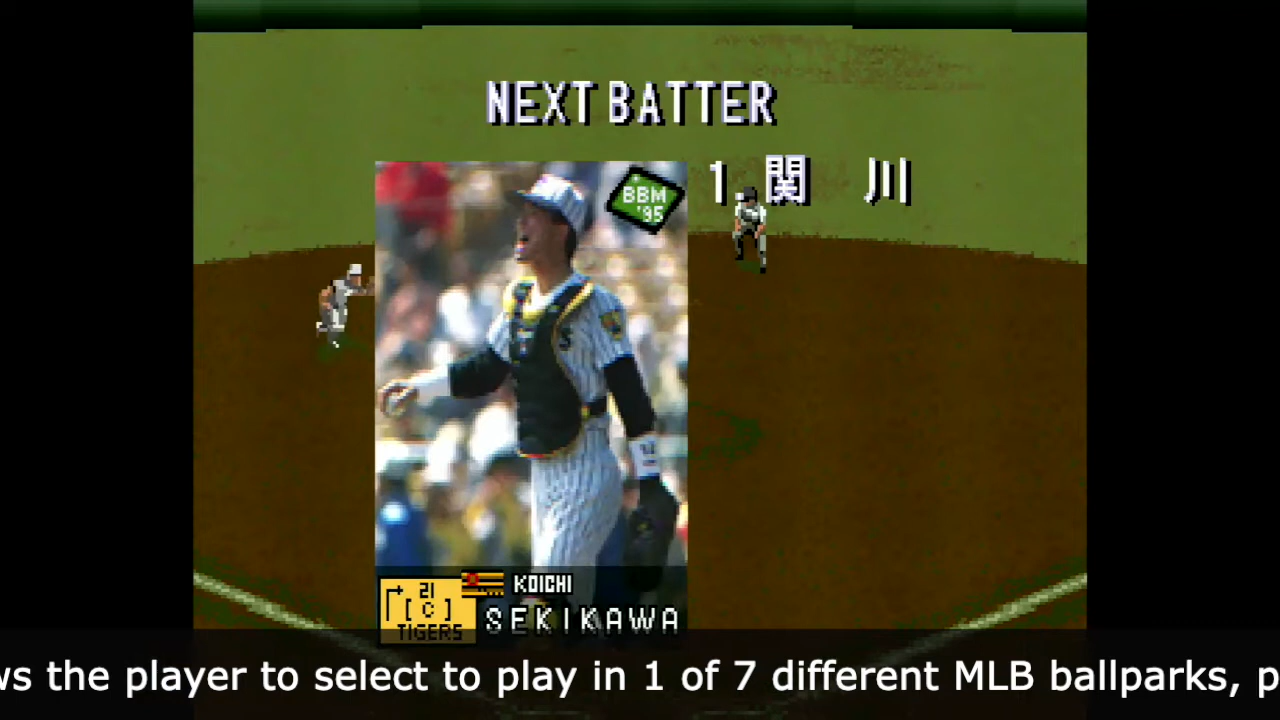 NEXT BATTER
1 関 川
BBM
'95
21
[C]
TIGERS
KOICHI
SEKIKAWA
ws the player to select to play in 1 of 7 different MLB ballparks, p